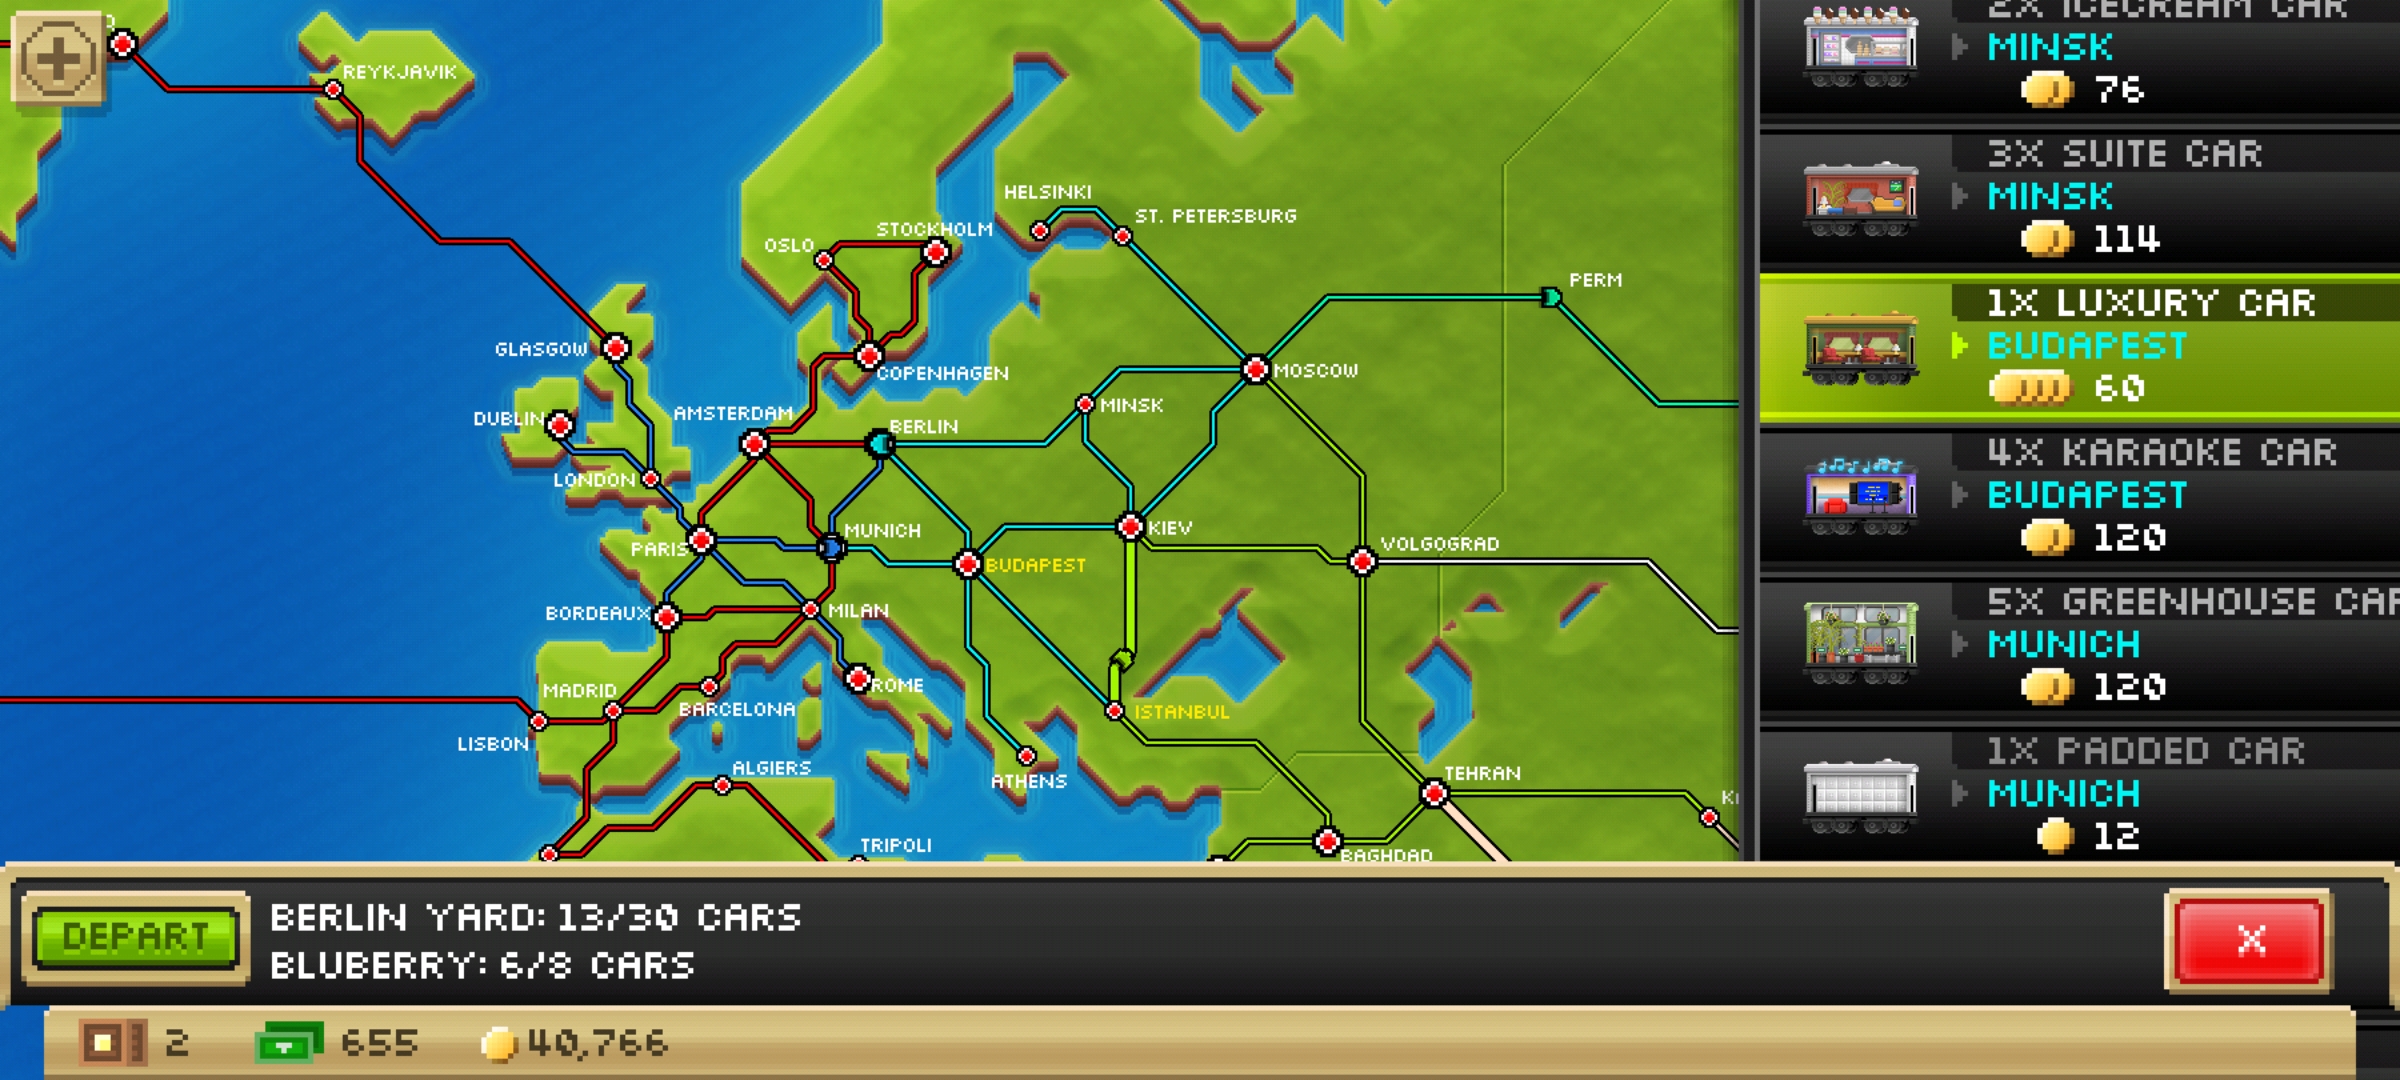 REYKJAVIK
HELSINKI
ST. PETERSBURG
STOCKHOLM
OSLO
PERM
GLASGOW
COPENHAGEN
MOSCOW
AMSTERDAM
MINSK
DUBLIN
BERLIN
LONDON
MUNICH
KIEV
VOLGOGRAD
PARIS
BUDAPEST
BORDEAUX
MILAN
MADRID
ROME
BARCELONA
ISTANBUL
LISBON
ALGIERS
ATHENS
TEHRAN
TRIPOLI
BAGHDAD
2X ICECREAM CAR
MINSK
76
3X SUITE CAR
MINSK
114
1X LUXURY CAR
BUDAPEST
60
4X KARAOKE CAR
BUDAPEST
120
5X GREENHOUSE CAR
MUNICH
120
1X PADDED CAR
MUNICH
12
DEPART
BERLIN YARD: 13/30 CARS
BLUBERRY: 6/8 CARS
X
2
655
40,766